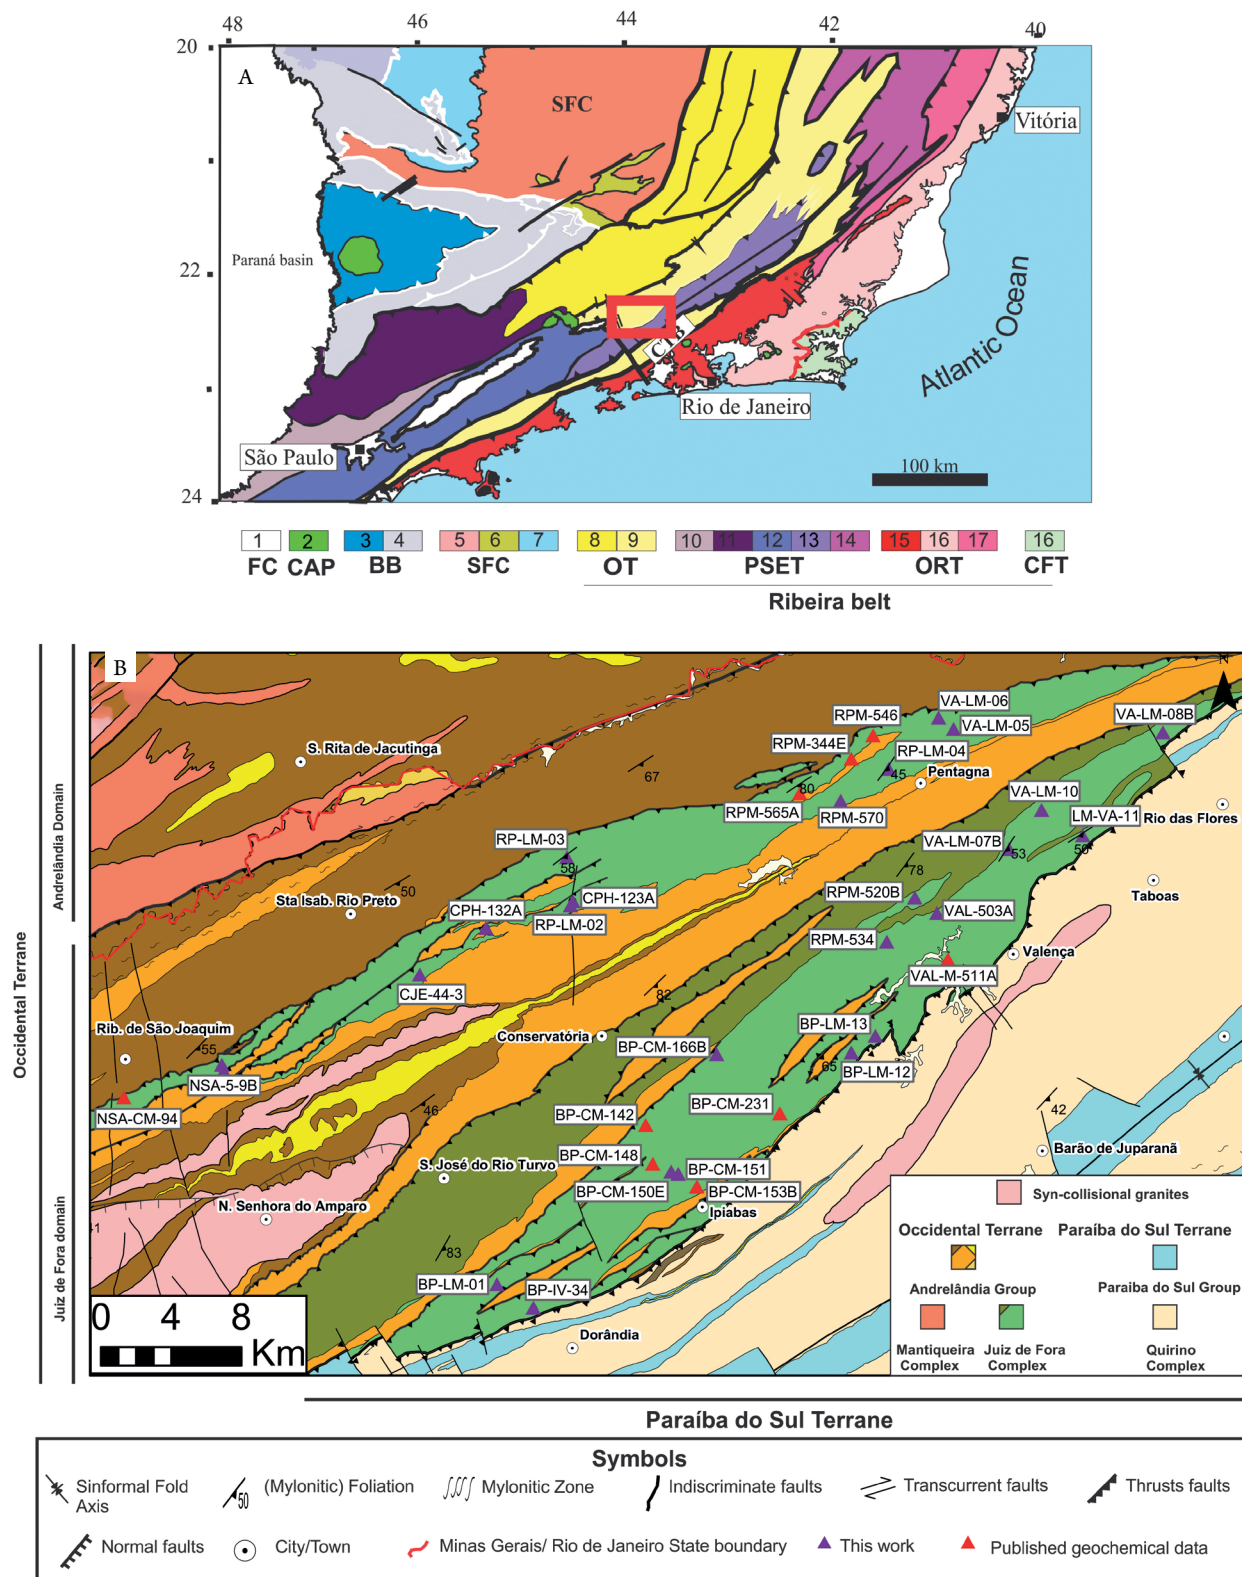 48 46 44 42 40
20
A
SFC
Vitória
Paraná basin
22
CTB
Atlantic Ocean
Rio de Janeiro
São Paulo
100 km
24
1 2 3 4 5 6 7 8 9 10 11 12 13 14 15 16 17 16
FC CAP BB SFC OT PSET ORT CFT
Ribeira belt
B
N
VA-LM-06
RPM-546
VA-LM-05
VA-LM-08B
S. Rita de Jacutinga
RPM-344E
RP-LM-04
67
45
Pentagna
80
VA-LM-10
RPM-565A
RPM-570
LM-VA-11
Rio das Flores
RP-LM-03
VA-LM-07B
53
50
58
78
Taboas
50
Sta Isab. Rio Preto
CPH-123A
RPM-520B
CPH-132A
VAL-503A
RP-LM-02
RPM-534
Valença
VAL-M-511A
CJE-44-3
82
Rib. de São Joaquim
BP-LM-13
Conservatória
55
BP-CM-166B
65
BP-LM-12
NSA-5-9B
NSA-CM-94
46
BP-CM-142
BP-CM-231
42
Barão de Juparanã
BP-CM-148
S. José do Rio Turvo
BP-CM-151
BP-CM-150E
BP-CM-153B
N. Senhora do Amparo
Ipiabas
41
83
BP-LM-01
BP-IV-34
Dorândia
0 4 8
Km
Syn-collisional granites
Occidental Terrane
Paraíba do Sul Terrane
Andrelândia Group
Paraiba do Sul Group
Mantiqueira
Complex
Juiz de Fora
Complex
Quirino
Complex
Occidental Terrane
Andrelândia Domain
Juiz de Fora domain
Paraíba do Sul Terrane
Symbols
Sinformal Fold
Axis
50
(Mylonitic) Foliation
Mylonitic Zone
Indiscriminate faults
Transcurrent faults
Thrusts faults
Normal faults
City/Town
Minas Gerais/ Rio de Janeiro State boundary
This work
Published geochemical data